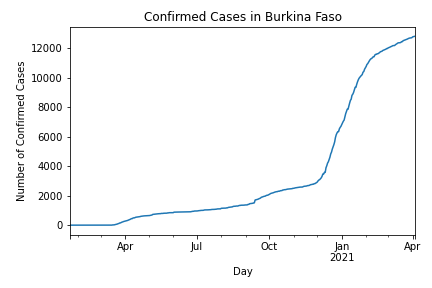 Confirmed Cases in Burkina Faso
Number of Confirmed Cases
12000
10000
8000
6000
4000
2000
0
Apr
Jul
Oct
Jan
2021
Apr
Day